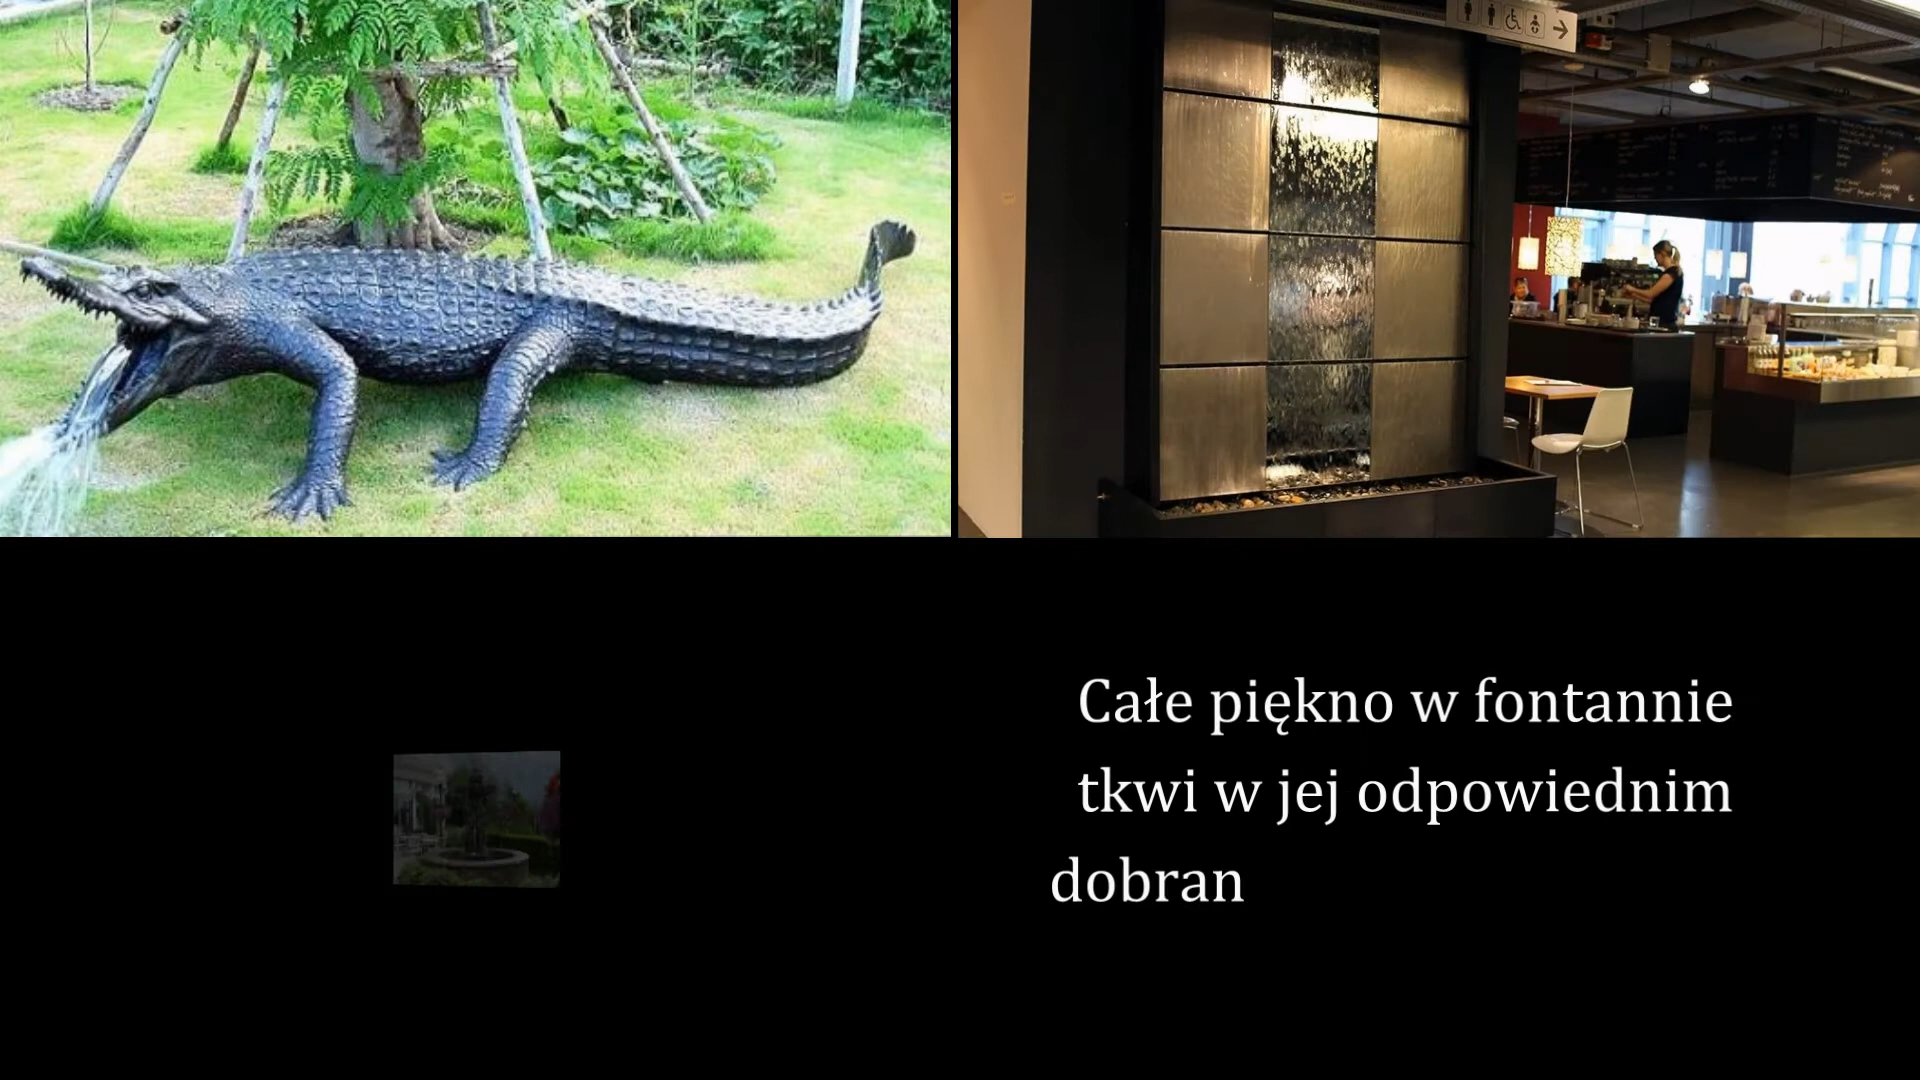 Całe piękno w fontannie
tkwi w jej odpowiednim
dobran